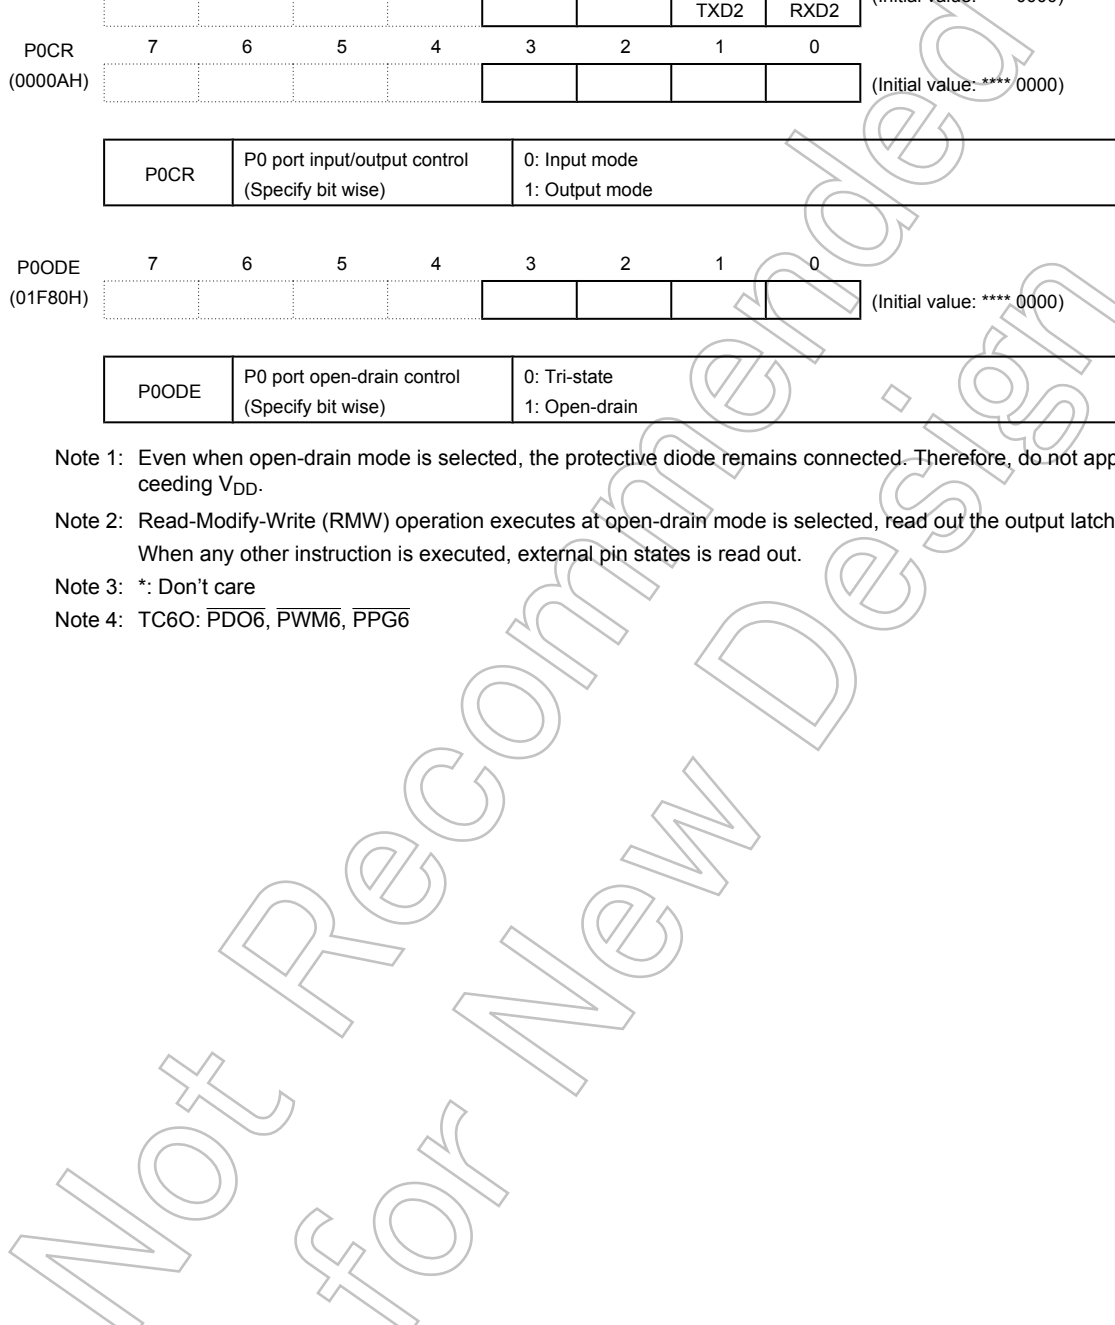 TXD2 RXD2
P0CR 7 6 5 4 3 2 1 0
(0000AH) (Initial value: **** 0000)
P0CR P0 port input/output control 0: Input mode
(Specify bit wise) 1: Output mode
P0ODE 7 6 5 4 3 2 1 0
(01F80H) (Initial value: **** 0000)
P0ODE P0 port open-drain control 0: Tri-state
(Specify bit wise) 1: Open-drain
Note 1: Even when open-drain mode is selected, the protective diode remains connected. Therefore, do not app
ceeding VDD.
Note 2: Read-Modify-Write (RMW) operation executes at open-drain mode is selected, read out the output latch
When any other instruction is executed, external pin states is read out.
Note 3: *: Don't care
Note 4: TC6O: PDO6, PWM6, PPG6
Not Recommended
for New Design